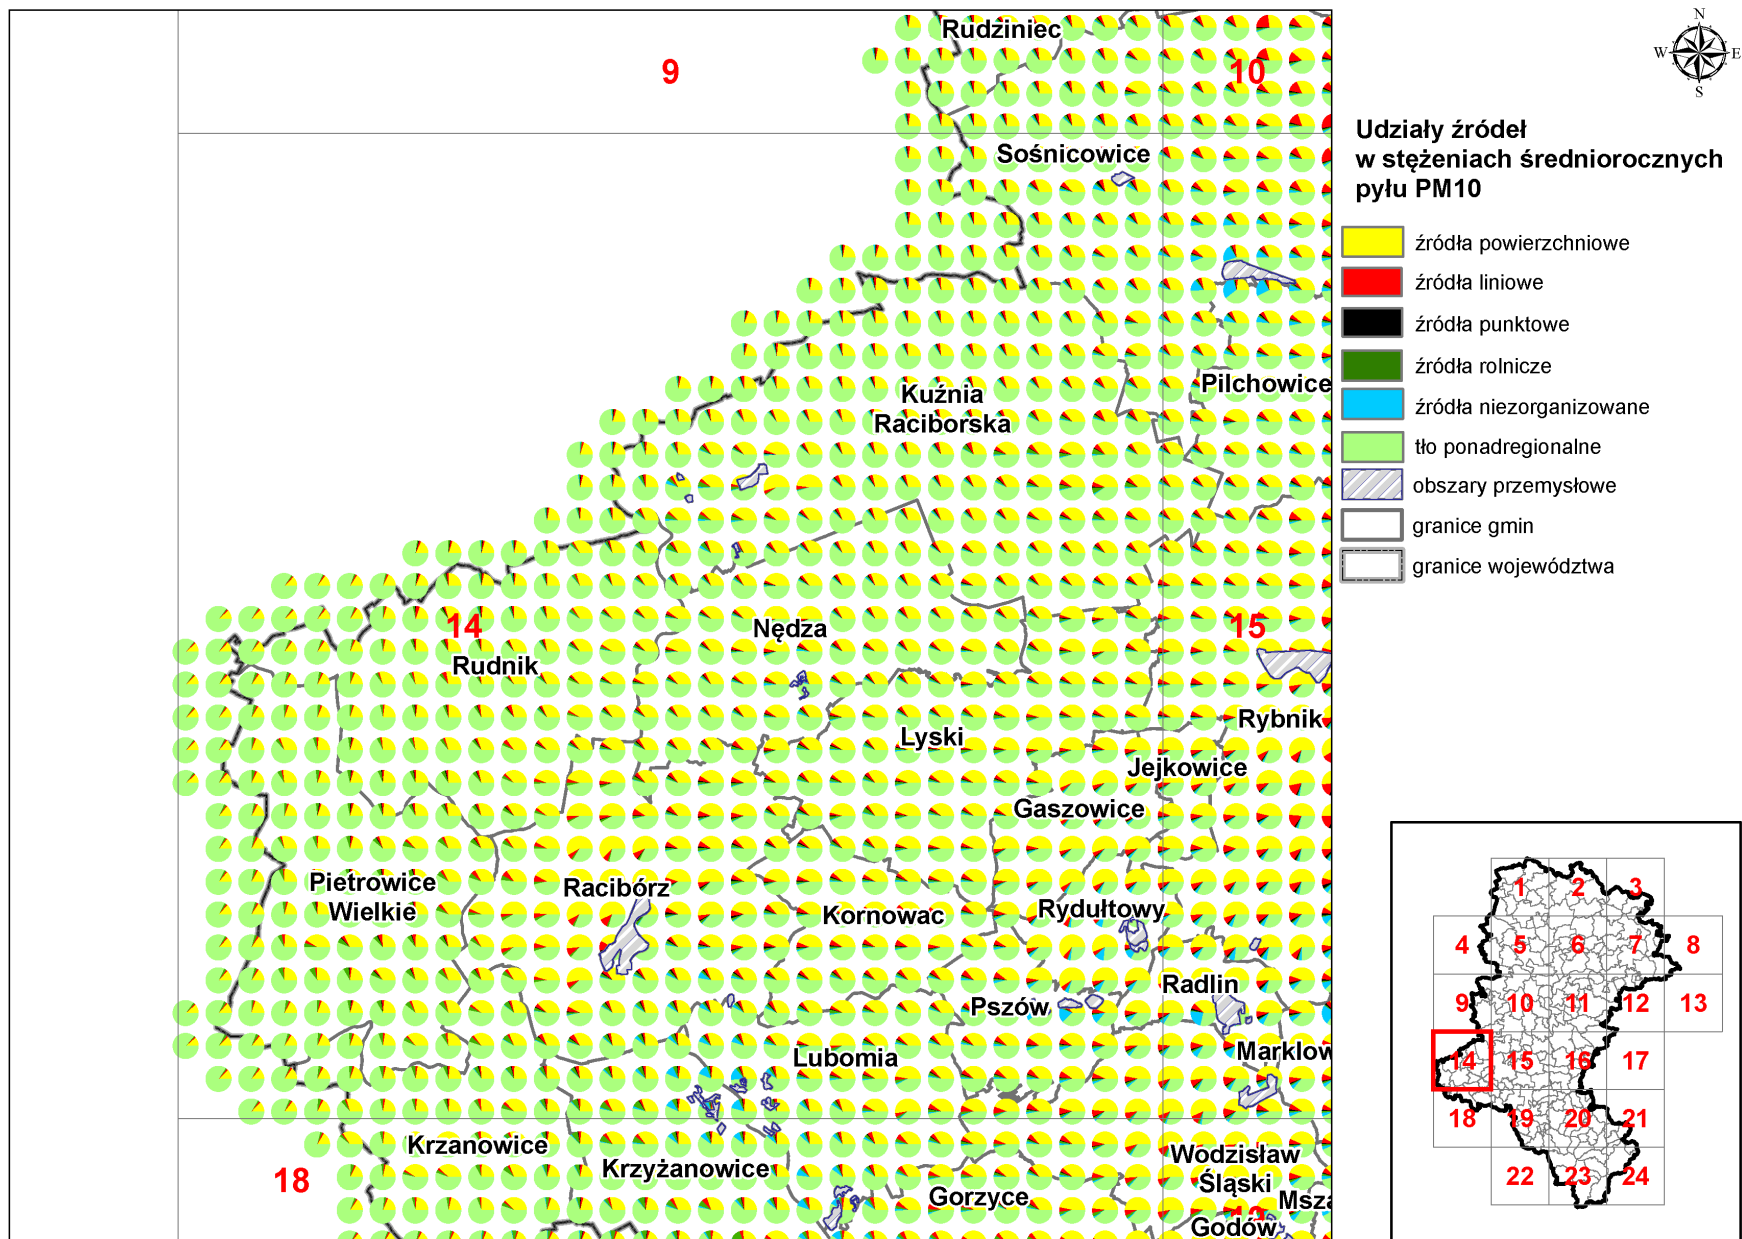 N
W
E
S
Udziały źródeł
w stężeniach średniorocznych
pyłu PM10
źródła powierzchniowe
źródła liniowe
źródła punktowe
źródła rolnicze
źródła niezorganizowane
tło ponadregionalne
obszary przemysłowe
granice gmin
granice województwa
Rudziniec
9
10
Sośnicowice
Pilchowice
Kuźnia
Raciborska
14
15
Nędza
Rudnik
Rybnik
Lyski
Jejkowice
Gaszowice
Pietrowice
Wielkie
Racibórz
Kornowac
Rydułtowy
Radlin
Pszów
Marklow
Lubomia
Krzanowice
Krzyżanowice
Wodzisław
Śląski
18
Gorzyce
Msza
Godów
1 2 3
4 5 6 7 8
9 10 11 12 13
14 15 16 17
18 19 20 21
22 23 24